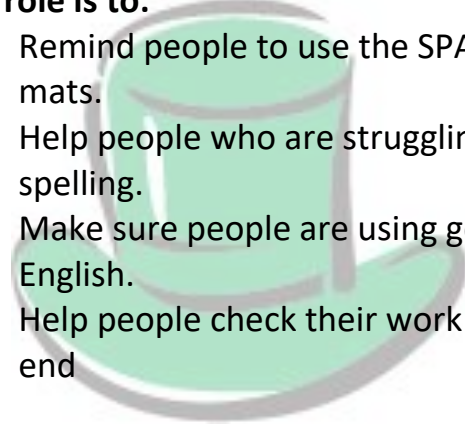 role is to:
Remind people to use the SPA
mats.
Help people who are struggling
spelling.
Make sure people are using g
English.
Help people check their work
end